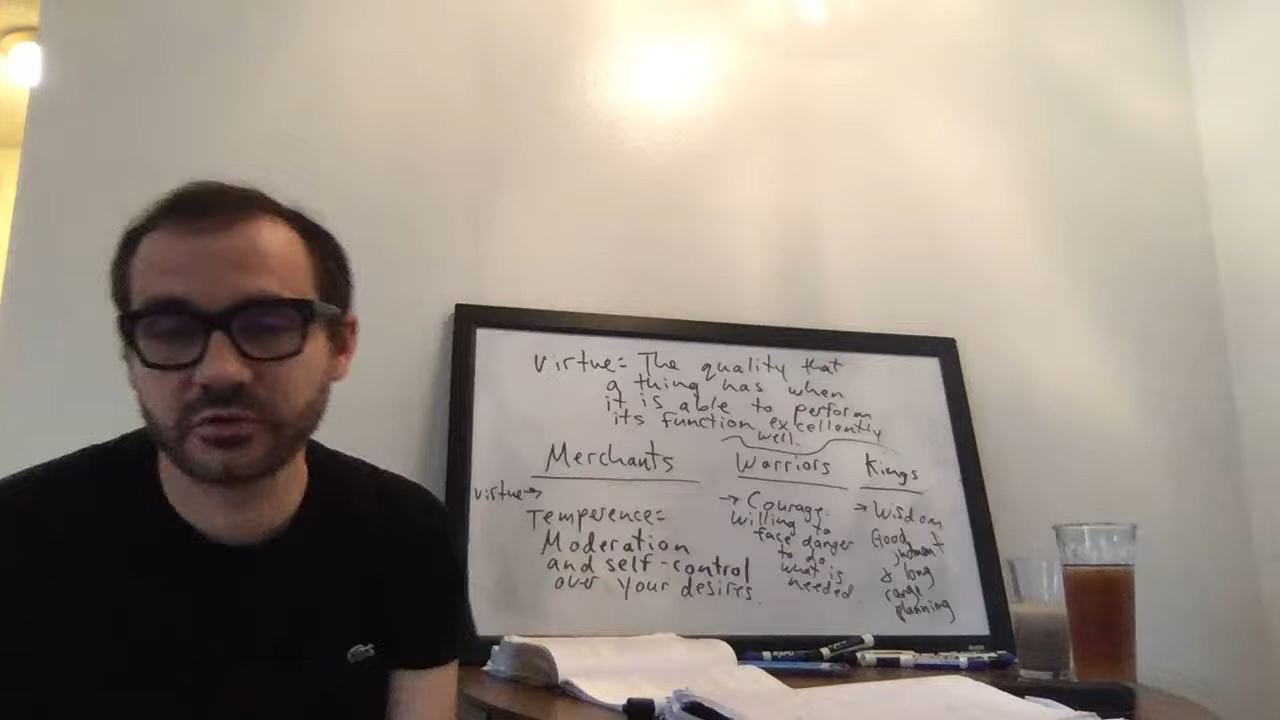 Virtue: The quality that
a thing has when
it is able to perform
its function excellently
well.
Merchants
virtue→
Temperence:
Moderation
and self-control
over your desires.
Warriors
→ Courage.
willing to
face danger
to do
what is
needed
Kings
→ Wisdom
Good
& long
range
planning